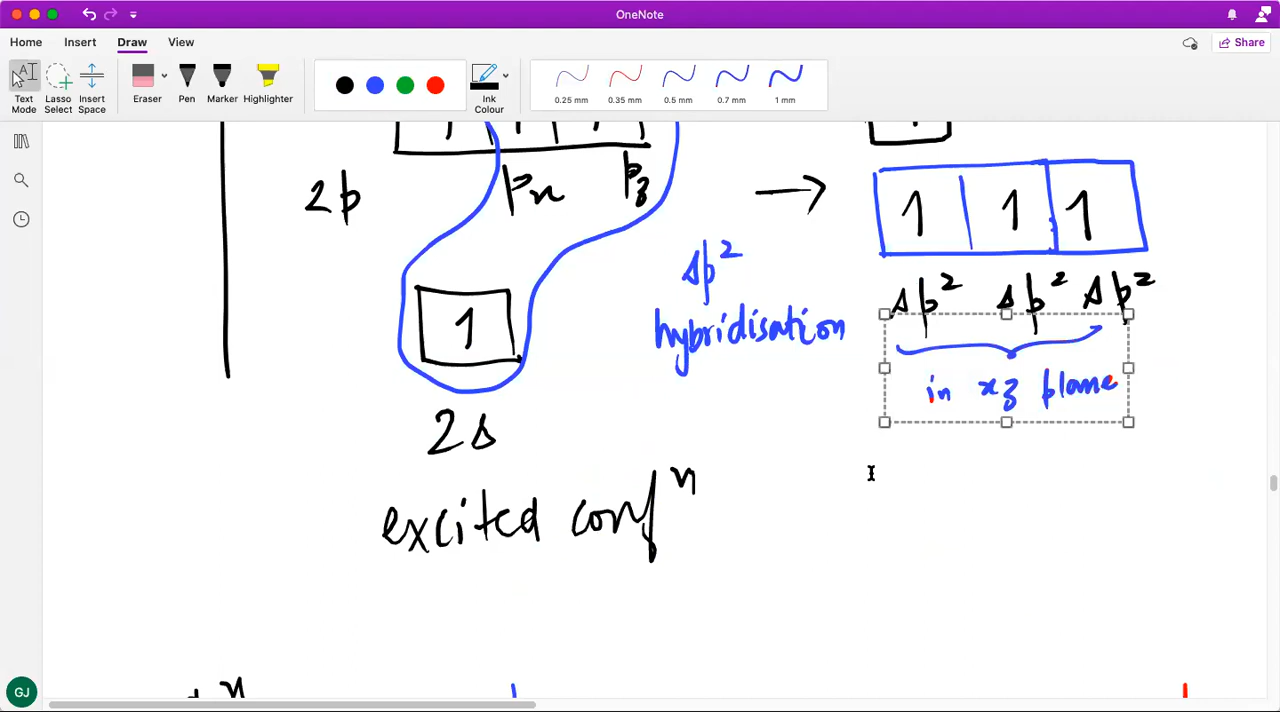 OneNote
Home Insert Draw View
Share
Text Mode
Lasso Select
Insert Space
Eraser
Pen
Marker
Highlighter
Ink Colour
0.25 mm 0.35 mm 0.5 mm 0.7 mm 1 mm
1 1 1
2p px pz
sp²
hybridisation
sp² sp² sp²
1
in xz plane
2s
excited confⁿ
GJ